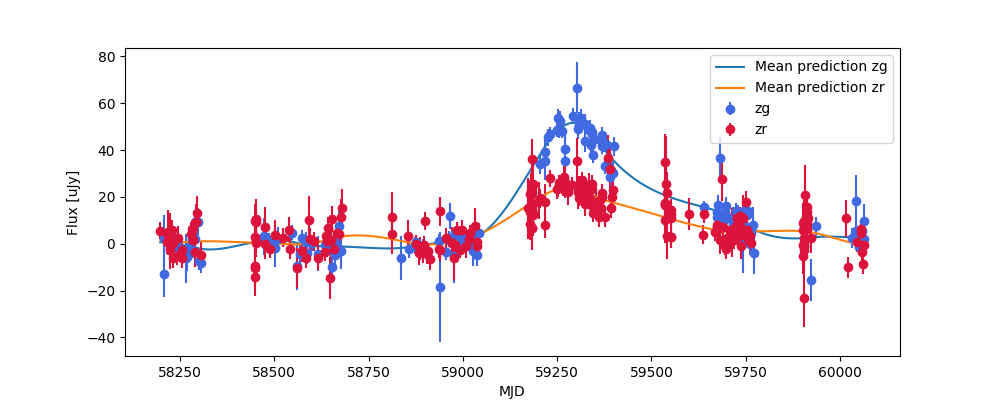 80
60
40
20
0
−20
−40
Flux [uJy]
58250
58500
58750
59000
59250
59500
59750
60000
MJD
Mean prediction zg
Mean prediction zr
zg
zr